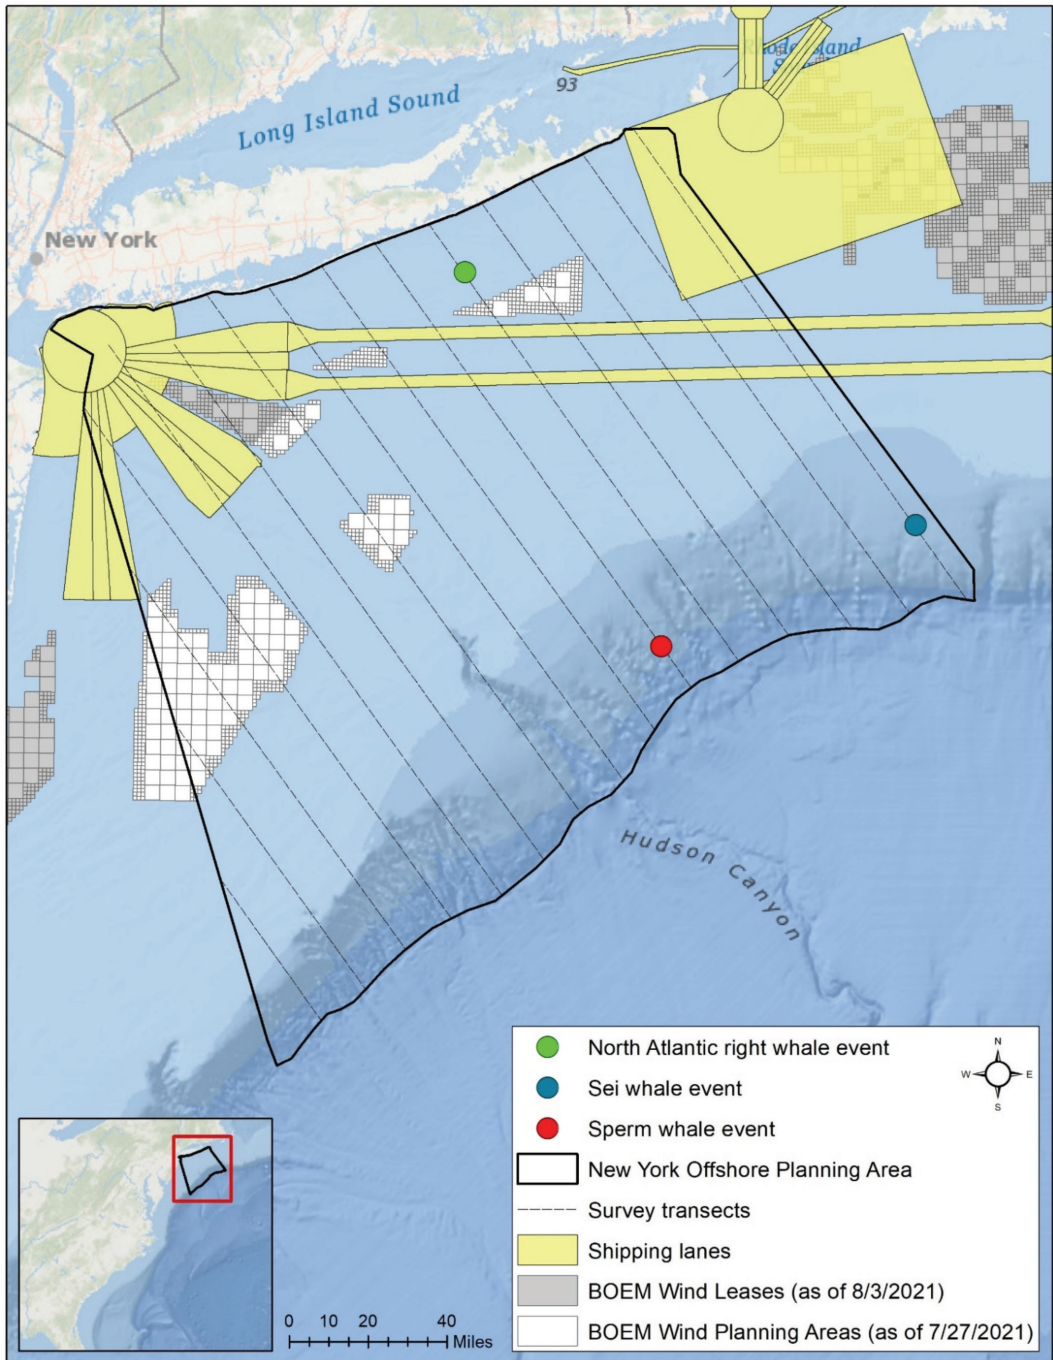 Rhode Island
Long Island Sound
93
New York
Hudson Canyon
North Atlantic right whale event
Sei whale event
Sperm whale event
New York Offshore Planning Area
Survey transects
Shipping lanes
BOEM Wind Leases (as of 8/3/2021)
BOEM Wind Planning Areas (as of 7/27/2021)
N
W
E
S
0 10 20 40
Miles